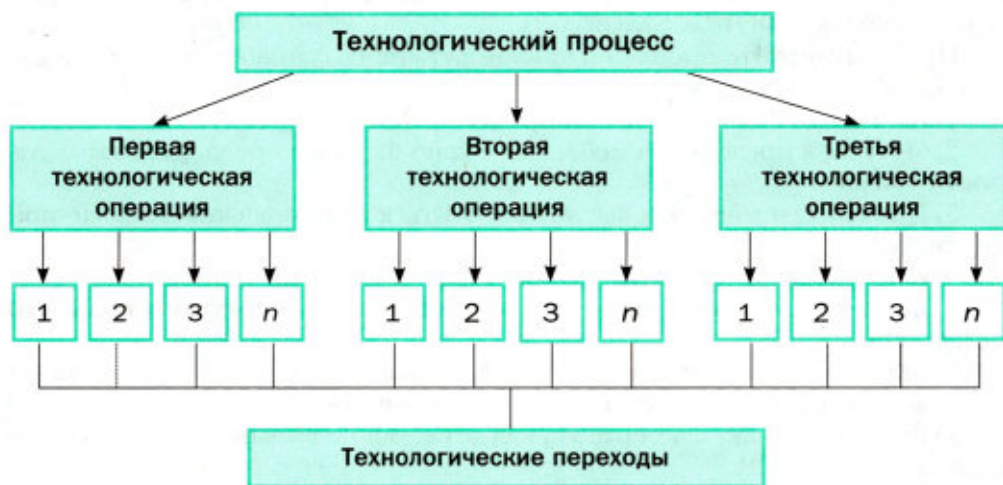 Технологический процесс
Первая
технологическая
операция
Вторая
технологическая
операция
Третья
технологическая
операция
1 2 3 n
1 2 3 n
1 2 3 n
Технологические переходы